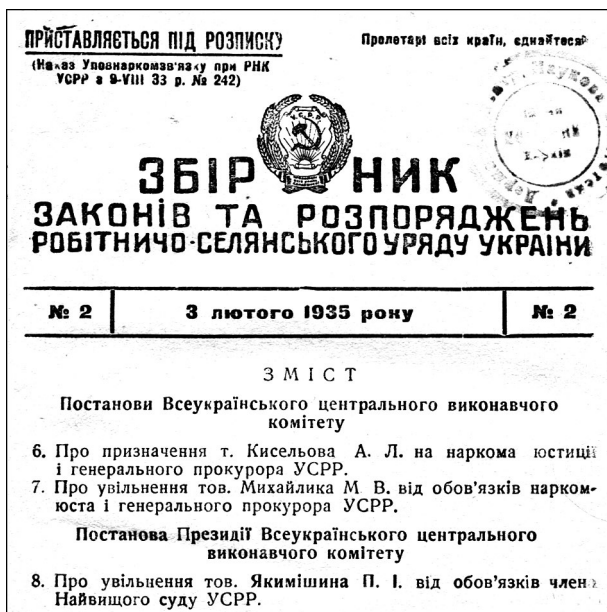 ПРИСТАВЛЯЄТЬСЯ ПІД РОЗПИСКУ
(Наказ Уповнаркомзв'язку при РНК
УСРР з 9-VIII 33 р. № 242)
Пролетарі всіх країн, єднайтеся!
ЗБІРНИК
ЗАКОНІВ ТА РОЗПОРЯДЖЕНЬ
РОБІТНИЧО-СЕЛЯНСЬКОГО УРЯДУ УКРАЇНИ
№ 2 3 лютого 1935 року № 2
ЗМІСТ
Постанови Всеукраїнського центрального виконавчого
комітету
6. Про призначення т. Кисельова А. Л. на наркома юстиції
і генерального прокурора УСРР.
7. Про увільнення тов. Михайлика М. В. від обов'язків нарком-
юста і генерального прокурора УСРР.
Постанова Президії Всеукраїнського центрального
виконавчого комітету
8. Про увільнення тов. Якимішина П. І. від обов'язків члена
Найвищого суду УСРР.